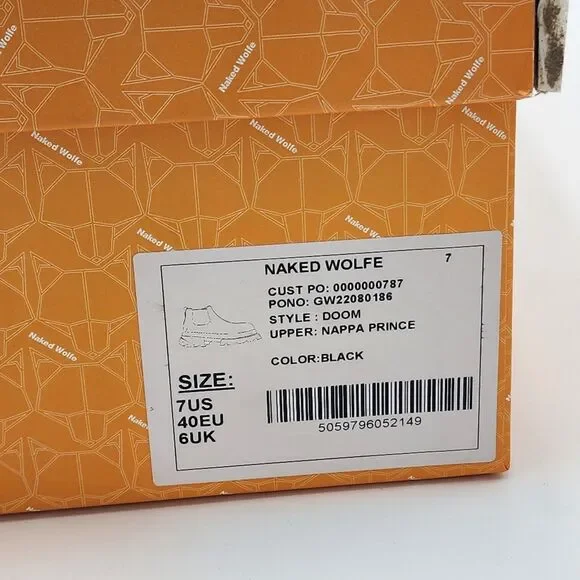 Naked Wolfe
Naked Wolfe
Naked Wolfe
Naked Wolfe
Naked Wolfe
Naked Wolfe
Naked Wolfe
Naked Wolfe
NAKED WOLFE 7
CUST PO: 0000000787
PONO: GW22080186
STYLE : DOOM
UPPER: NAPPA PRINCE
COLOR:BLACK
SIZE:
7US
40EU
6UK
5059796052149